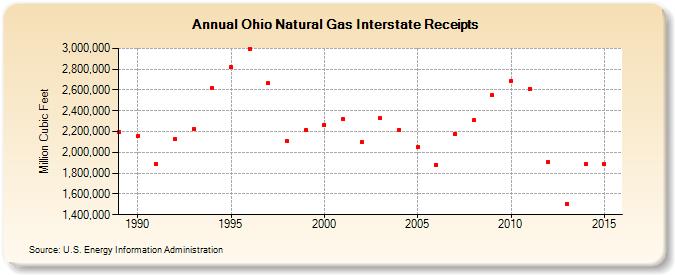 Annual Ohio Natural Gas Interstate Receipts
Million Cubic Feet
3,000,000
2,800,000
2,600,000
2,400,000
2,200,000
2,000,000
1,800,000
1,600,000
1,400,000
1990 1995 2000 2005 2010 2015
Source: U.S. Energy Information Administration